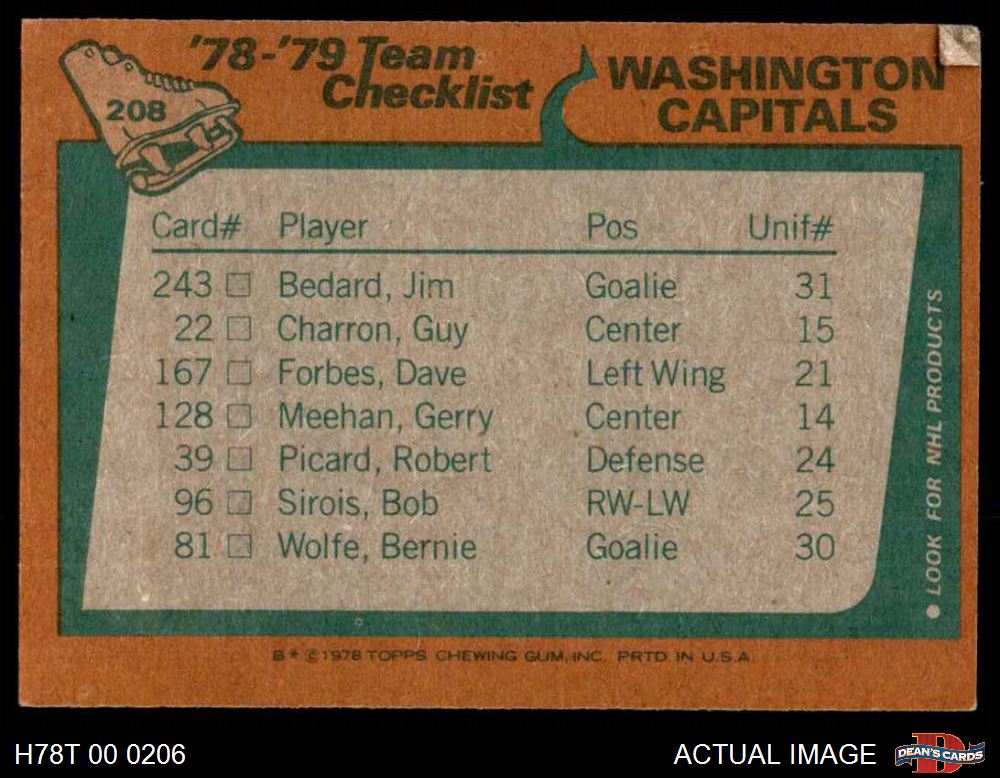 208
'78-'79 Team
Checklist
WASHINGTON
CAPITALS
Card# Player Pos Unif#
243 □ Bedard, Jim Goalie 31
22 □ Charron, Guy Center 15
167 □ Forbes, Dave Left Wing 21
128 □ Meehan, Gerry Center 14
39 □ Picard, Robert Defense 24
96 □ Sirois, Bob RW-LW 25
81 □ Wolfe, Bernie Goalie 30
● LOOK FOR NHL PRODUCTS
B* © 1978 TOPPS CHEWING GUM, INC. PRTD IN U.S.A.
H78T 00 0206
ACTUAL IMAGE
DEAN'S CARDS